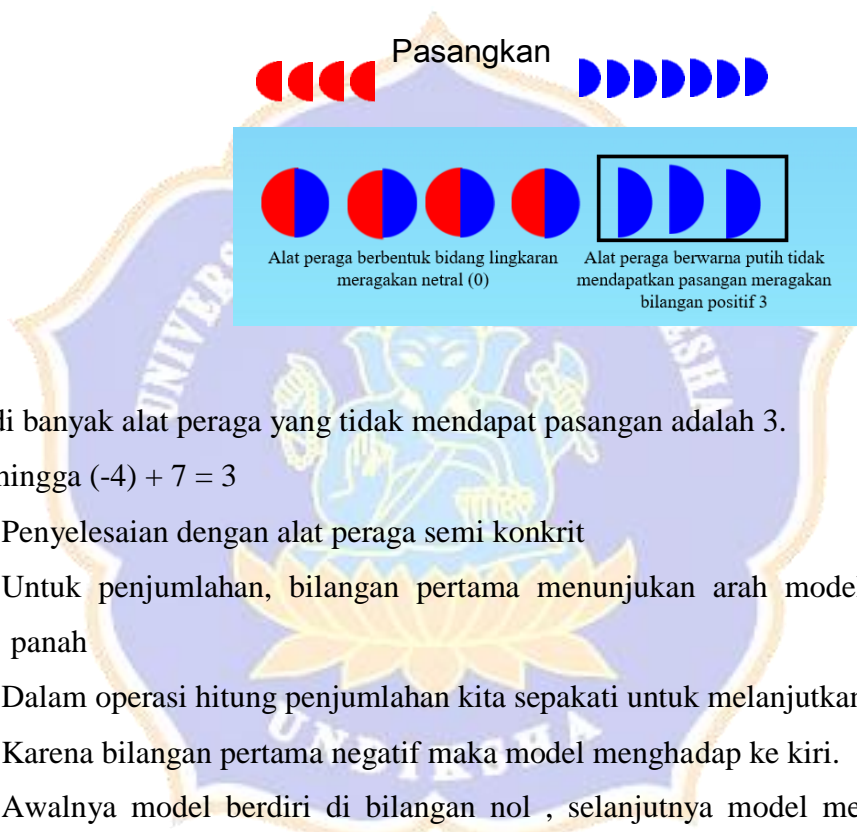 Pasangkan
Alat peraga berbentuk bidang lingkaran
meragakan netral (0)
Alat peraga berwarna putih tidak
mendapatkan pasangan meragakan
bilangan positif 3
di banyak alat peraga yang tidak mendapat pasangan adalah 3.
hingga (-4) + 7 = 3
Penyelesaian dengan alat peraga semi konkrit
Untuk penjumlahan, bilangan pertama menunjukan arah model
panah
Dalam operasi hitung penjumlahan kita sepakati untuk melanjutkan
Karena bilangan pertama negatif maka model menghadap ke kiri.
Awalnya model berdiri di bilangan nol , selanjutnya model me
UNDIKSHA